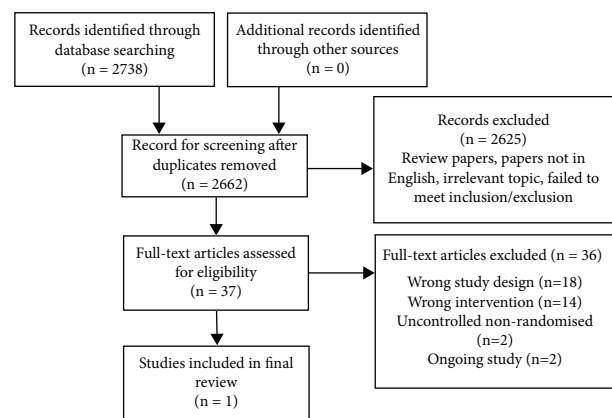 Records identified through
database searching
(n = 2738)
Additional records identified
through other sources
(n = 0)
Records excluded
(n = 2625)
Review papers, papers not in
English, irrelevant topic, failed to
meet inclusion/exclusion
Record for screening after
duplicates removed
(n = 2662)
Full-text articles assessed
for eligibility
(n = 37)
Full-text articles excluded (n = 36)
Wrong study design (n=18)
Wrong intervention (n=14)
Uncontrolled non-randomised
(n=2)
Ongoing study (n=2)
Studies included in final
review
(n = 1)